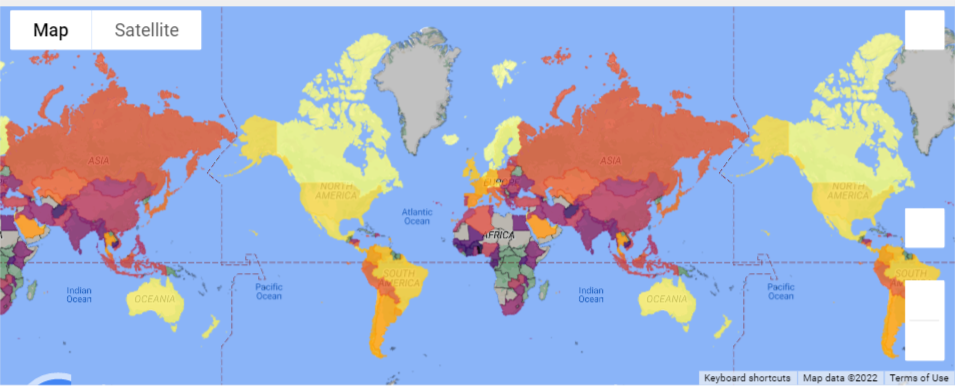 Map
Satellite
ASIA
NORTH
AMERICA
Atlantic
Ocean
AFRICA
SOUTH
AMERICA
Indian
Ocean
OCEANIA
Pacific
Ocean
ASIA
NORTH
AMERICA
Indian
Ocean
OCEANIA
Pacific
Ocean
SOUTH
Keyboard shortcuts
Map data ©2022
Terms of Use